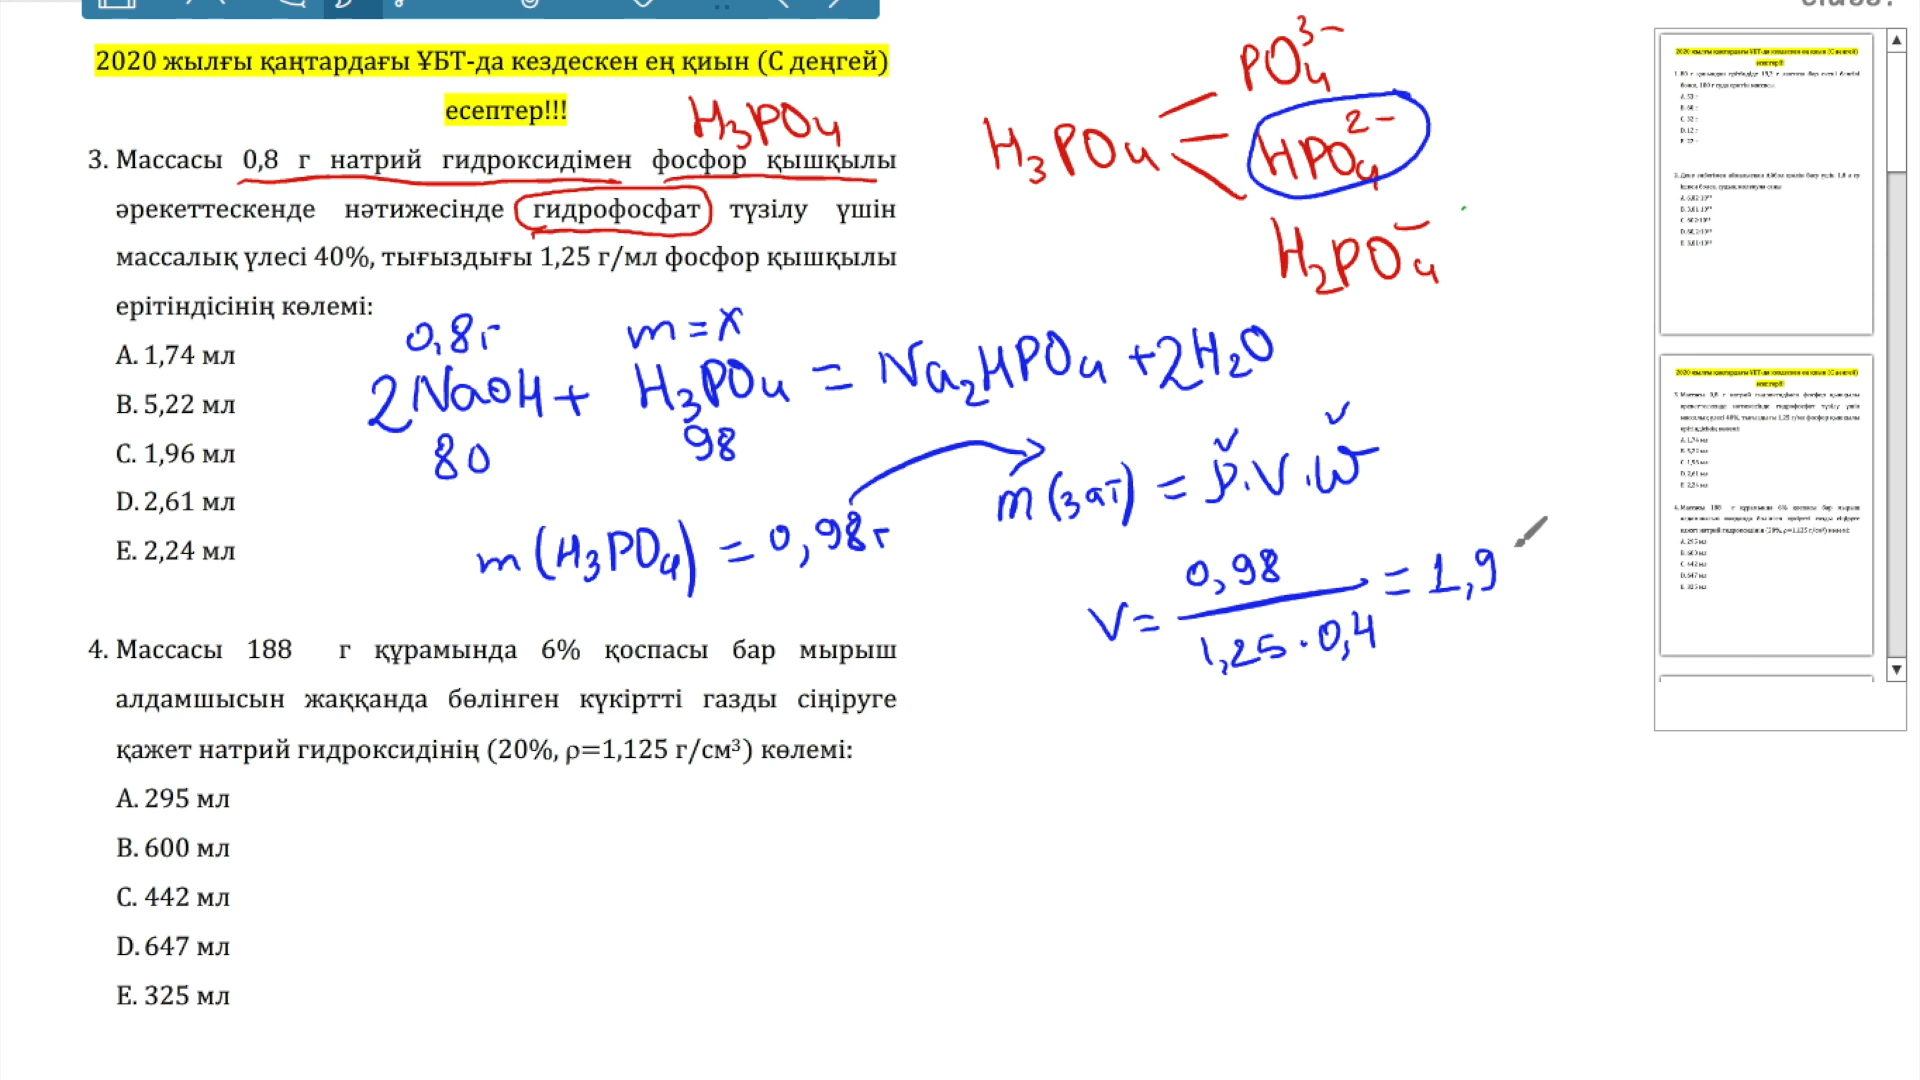 2020 жылғы қаңтардағы ҰБТ-да кездескен ең қиын (С деңгей)
есептер!!!
H₃PO₄
3. Массасы 0,8 г натрий гидроксидімен фосфор қышқылы
әрекеттескенде нәтижесінде гидрофосфат түзілу үшін
массалық үлесі 40%, тығыздығы 1,25 г/мл фосфор қышқылы
ерітіндісінің көлемі:
A. 1,74 мл
B. 5,22 мл
C. 1,96 мл
D. 2,61 мл
E. 2,24 мл
PO₄³⁻
H₃PO₄
HPO₄²⁻
H₂PO₄⁻
0,8г m=x
2NaOH + H₃PO₄ = Na₂HPO₄ + 2H₂O
80 98
m(H₃PO₄) = 0,98г
m(зат) = ρ·V·ω
V = 0,98 / 1,25·0,4 = 1,9
4. Массасы 188 г құрамында 6% қоспасы бар мырыш
алдамшысын жаққанда бөлінген күкіртті газды сіңіруге
қажет натрий гидроксидінің (20%, ρ=1,125 г/см³) көлемі:
A. 295 мл
B. 600 мл
C. 442 мл
D. 647 мл
E. 325 мл